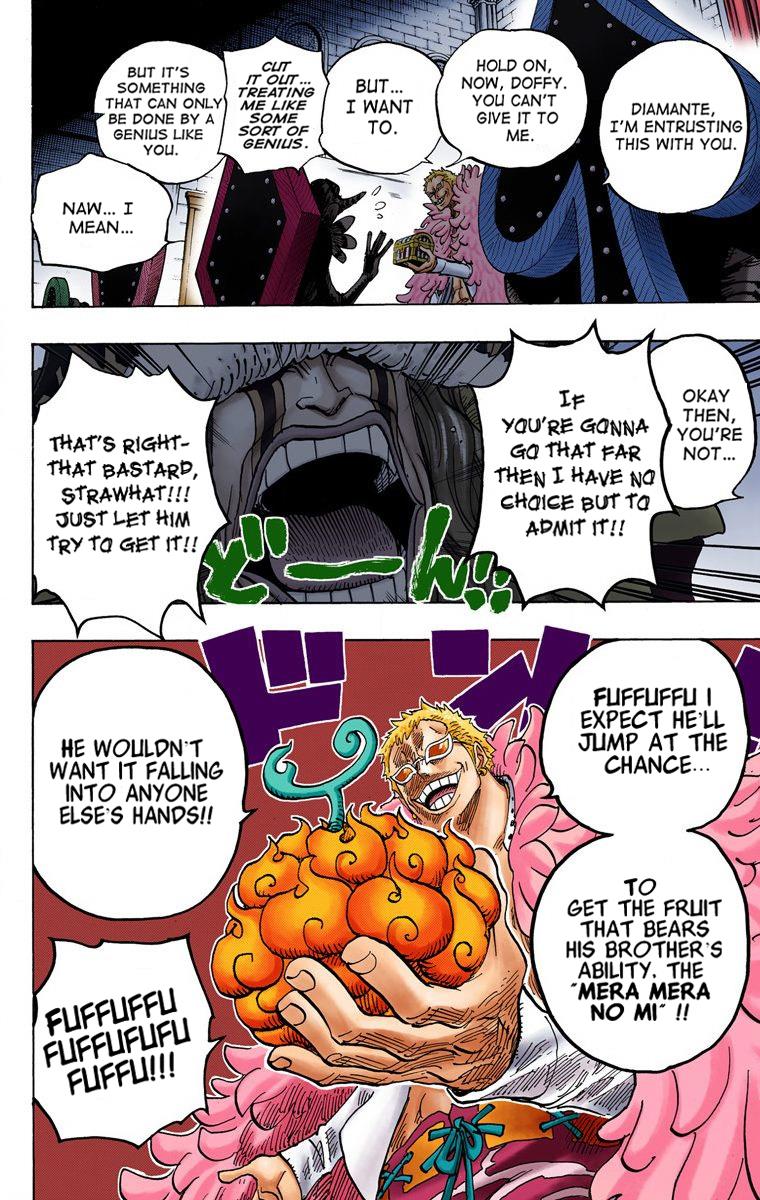 DIAMANTE,
I'M ENTRUSTING
THIS WITH YOU.
HOLD ON,
NOW, DOFFY.
YOU CAN'T
GIVE IT TO
ME.
BUT...
I WANT
TO.
CUT
IT OUT...
TREATING
ME LIKE
SOME
SORT OF
GENIUS.
BUT IT'S
SOMETHING
THAT CAN ONLY
BE DONE BY A
GENIUS LIKE
YOU.
NAW... I
MEAN...
OKAY
THEN,
YOU'RE
NOT...
IF
YOU'RE GONNA
GO THAT FAR
THEN I HAVE NO
CHOICE BUT TO
ADMIT IT!!
THAT'S RIGHT-
THAT BASTARD,
STRAWHAT!!!
JUST LET HIM
TRY TO GET IT!!
どーん!!
FUFFUFFU I
EXPECT HE'LL
JUMP AT THE
CHANCE...
TO
GET THE FRUIT
THAT BEARS
HIS BROTHER'S
ABILITY. THE
"MERA MERA
NO MI" !!
HE WOULDN'T
WANT IT FALLING
INTO ANYONE
ELSE'S HANDS!!
FUFFUFFU
FUFFUFUFU
FUFFU!!!